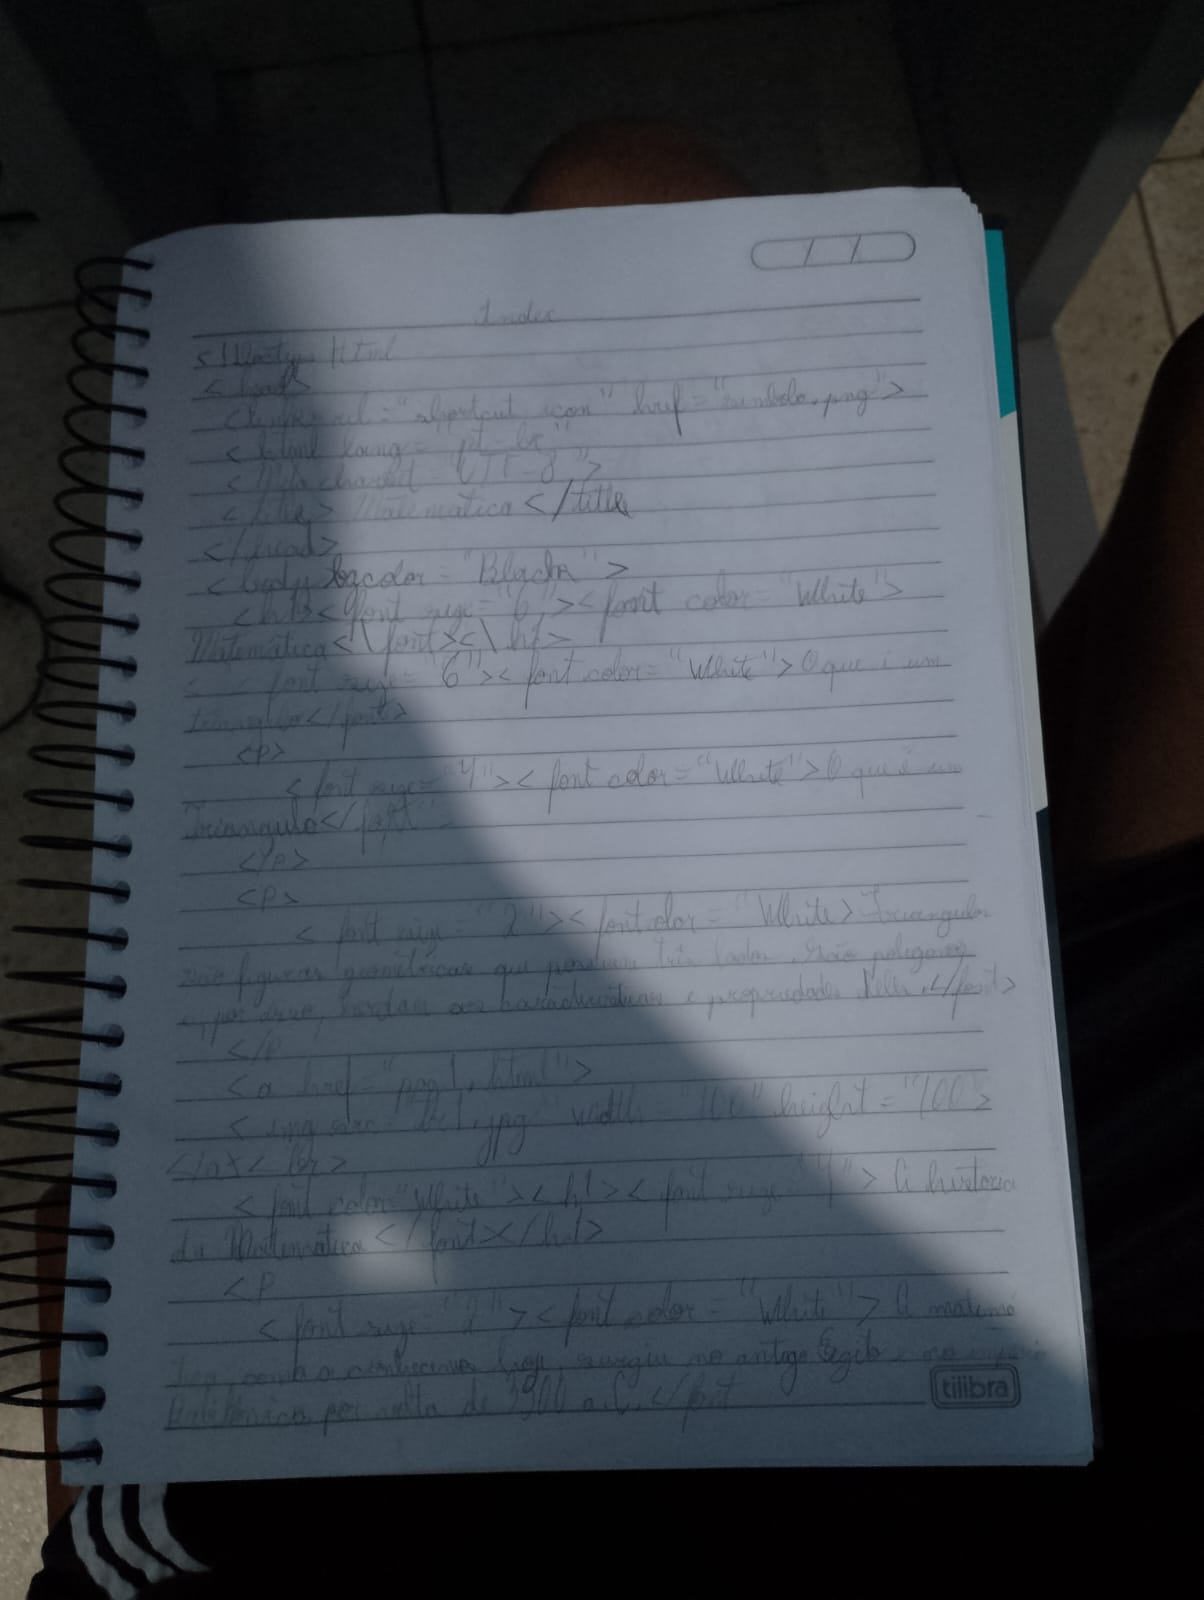 Index
<!Doctype Html
<head>
<link rel="shortcut icon" href="simbolo.png">
<html lang="pt-br"
<Meta charset="UTF-8">
</title> Matematica </title
</head>
<body bgcolor="Black">
<h1><font size="6"><font color="White">
Matemática<\font><\h1>
font size="6"><font color="White"> O que é um
triangulo</font>
<p>
<font size="4"><font color="White"> O que é um
Triangulo</font
</p>
<p>
<font size="2"><font color="White> Triangulos
são figuras geométricas que possuem três lados. São polegonos
e, por isso, herdam as características e propriedades deles.</font>
</p
<a href="pag1.html">
<img src= .jpg" width="100" height="100>
</a><br>
<font color="White"><h1><font size="4"> A historia
da Matemática</font></h1>
<P
<font size="2"><font color="White"> A matemá
tica, como a conhecemos hoje, surgiu no antigo Egito e no império
Babilônico, por volta de 3500 a.C. </font
tilibra